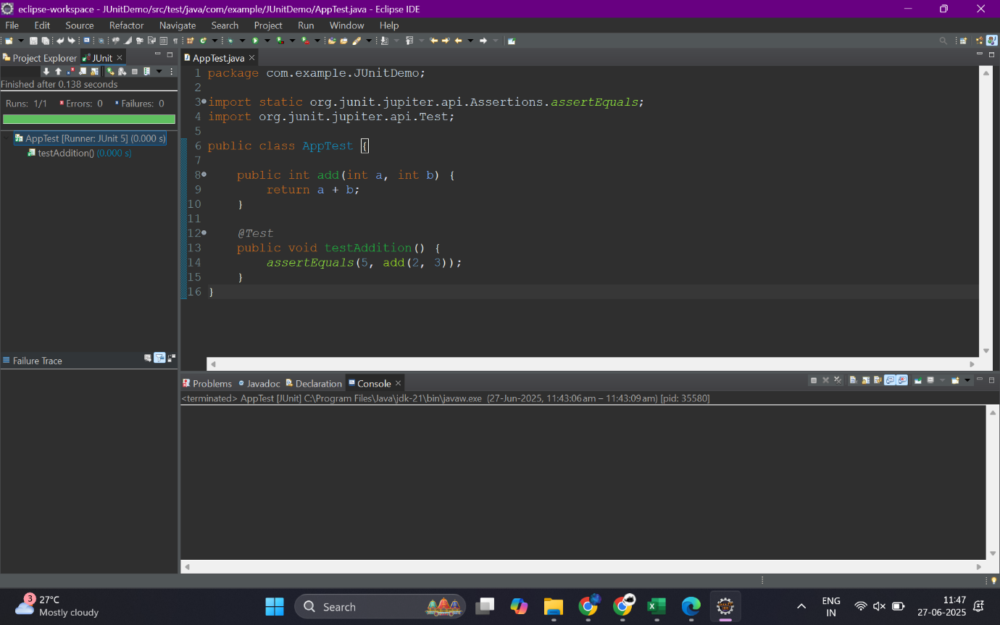 eclipse-workspace - JUnitDemo/src/test/java/com/example/JUnitDemo/AppTest.java - Eclipse IDE
File Edit Source Refactor Navigate Search Project Run Window Help
Project Explorer JUnit
Finished after 0.138 seconds
Runs: 1/1 Errors: 0 Failures: 0
AppTest [Runner: JUnit 5] (0.000 s)
testAddition() (0.000 s)
Failure Trace
AppTest.java
1 package com.example.JUnitDemo;
2
3 import static org.junit.jupiter.api.Assertions.assertEquals;
4 import org.junit.jupiter.api.Test;
5
6 public class AppTest {
7
8     public int add(int a, int b) {
9         return a + b;
10     }
11
12     @Test
13     public void testAddition() {
14         assertEquals(5, add(2, 3));
15     }
16 }
Problems Javadoc Declaration Console
<terminated> AppTest [JUnit] C:\Program Files\Java\jdk-21\bin\javaw.exe (27-Jun-2025, 11:43:06 am – 11:43:09 am) [pid: 35580]
3
27°C
Mostly cloudy
Search
ENG
IN
11:47
27-06-2025